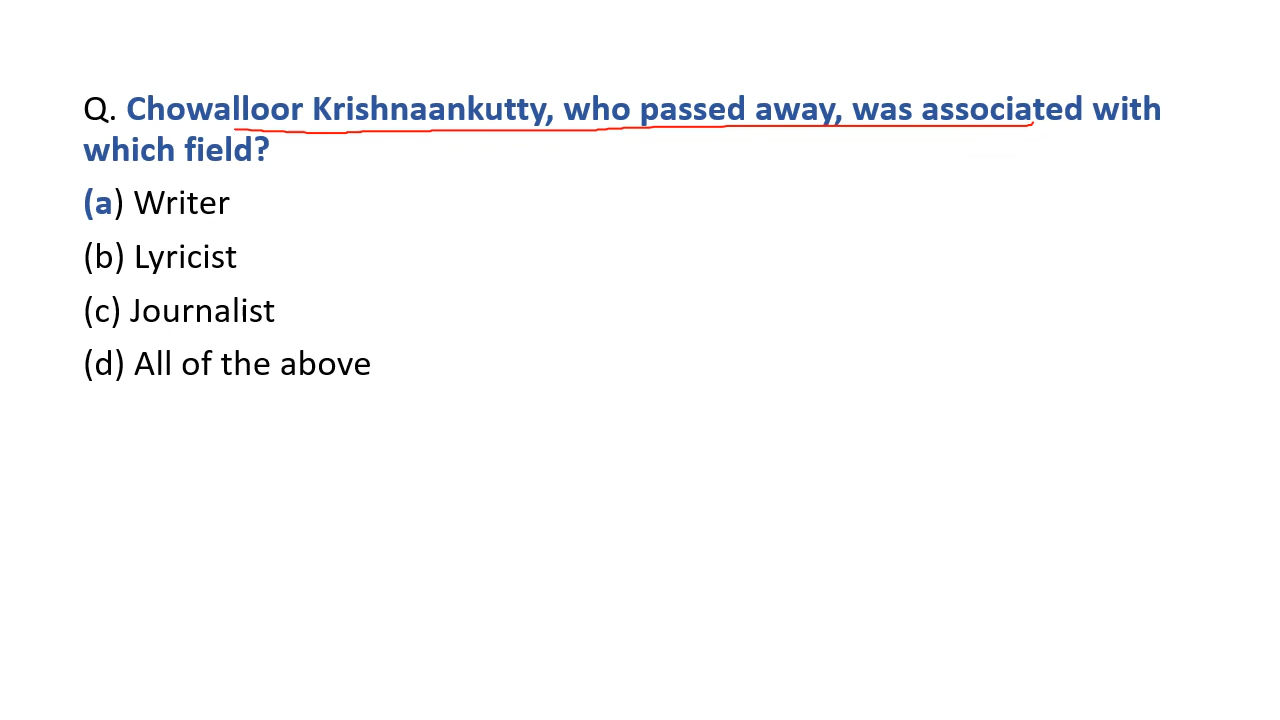 Q. Chowalloor Krishnaankutty, who passed away, was associated with
which field?
(a) Writer
(b) Lyricist
(c) Journalist
(d) All of the above